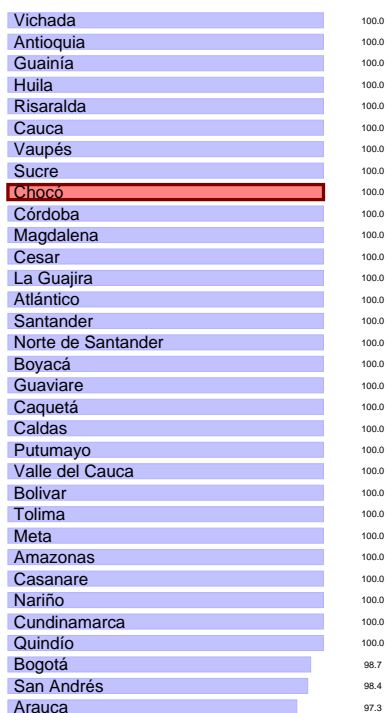 Vichada 100.0
Antioquia 100.0
Guainía 100.0
Huila 100.0
Risaralda 100.0
Cauca 100.0
Vaupés 100.0
Sucre 100.0
Chocó 100.0
Córdoba 100.0
Magdalena 100.0
Cesar 100.0
La Guajira 100.0
Atlántico 100.0
Santander 100.0
Norte de Santander 100.0
Boyacá 100.0
Guaviare 100.0
Caquetá 100.0
Caldas 100.0
Putumayo 100.0
Valle del Cauca 100.0
Bolivar 100.0
Tolima 100.0
Meta 100.0
Amazonas 100.0
Casanare 100.0
Nariño 100.0
Cundinamarca 100.0
Quindío 100.0
Bogotá 98.7
San Andrés 98.4
Arauca 97.3